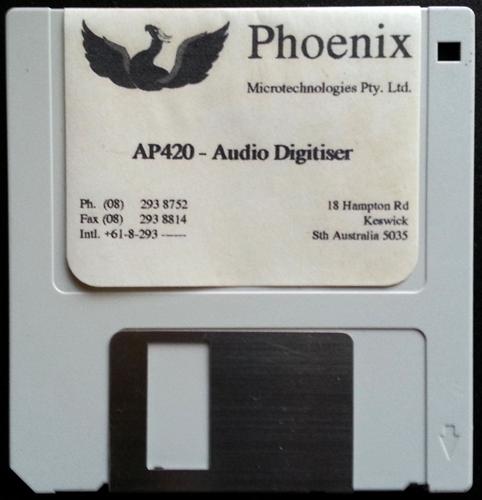 Phoenix
Microtechnologies Pty. Ltd.
AP420 - Audio Digitiser
Ph. (08) 293 8752
Fax (08) 293 8814
Intl. +61-8-293 ------
18 Hampton Rd
Keswick
Sth Australia 5035